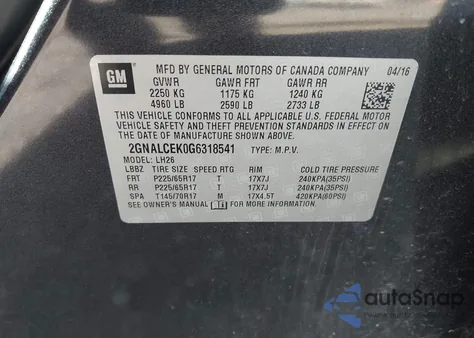 GM
MFD BY GENERAL MOTORS OF CANADA COMPANY 04/16
GVWR GAWR FRT GAWR RR
2250 KG 1175 KG 1240 KG
4960 LB 2590 LB 2733 LB
THIS VEHICLE CONFORMS TO ALL APPLICABLE U.S. FEDERAL
MOTOR VEHICLE SAFETY AND THEFT PREVENTION
STANDARDS IN EFFECT ON THE
DATE OF MANUFACTURE SHOWN ABOVE.
2GNALCEK0G6318541 TYPE: M.P.V.
MODEL: LH26
LBBZ TIRE SIZE SPEED RTG RIM COLD TIRE PRESSURE
FRT P225/65R17 T 17X7J 240KPA(35PSI)
RR P225/65R17 T 17X7J 240KPA(35PSI)
SPA T145/70R17 M 17X4.5T 420KPA(60PSI)
SEE OWNER'S MANUAL FOR MORE INFORMATION.
autoSnap